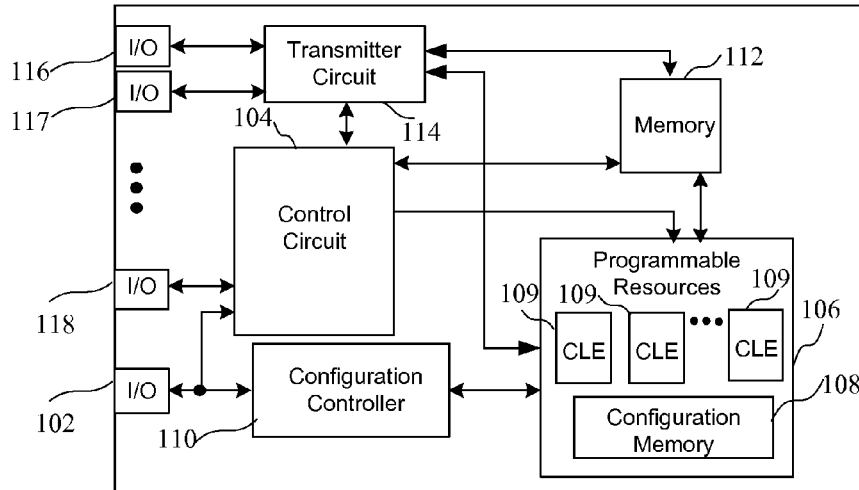 I/O
Transmitter
Circuit
116
112
I/O
117
104
114
Memory
Control
Circuit
Programmable
Resources
109
109
109
I/O
118
106
CLE
CLE
CLE
I/O
Configuration
Controller
108
102
110
Configuration
Memory